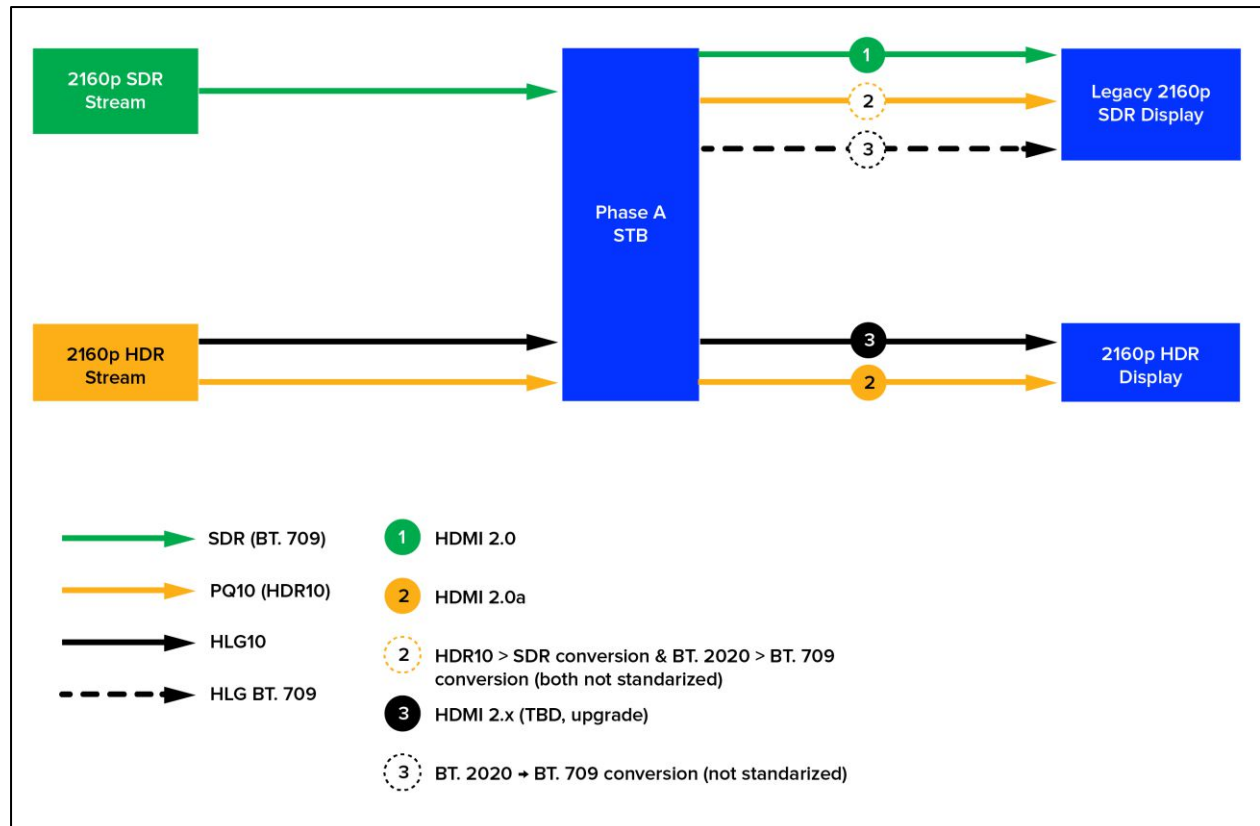 2160p SDR
Stream
1
2
3
Legacy 2160p
SDR Display
Phase A
STB
2160p HDR
Stream
3
2
2160p HDR
Display
SDR (BT. 709)
1 HDMI 2.0
PQ10 (HDR10)
2 HDMI 2.0a
HLG10
2 HDR10 > SDR conversion & BT. 2020 > BT. 709
conversion (both not standarized)
HLG BT. 709
3 HDMI 2.x (TBD, upgrade)
3 BT. 2020 → BT. 709 conversion (not standarized)